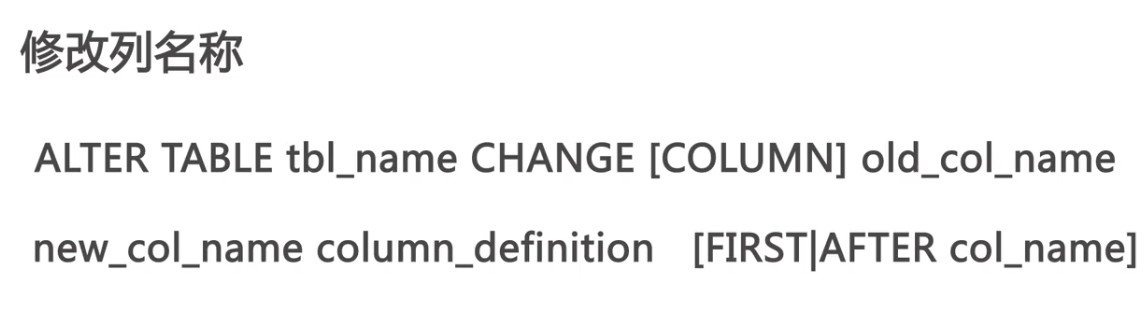 修改列名称
ALTER TABLE tbl_name CHANGE [COLUMN] old_col_name
new_col_name column_definition [FIRST|AFTER col_name]